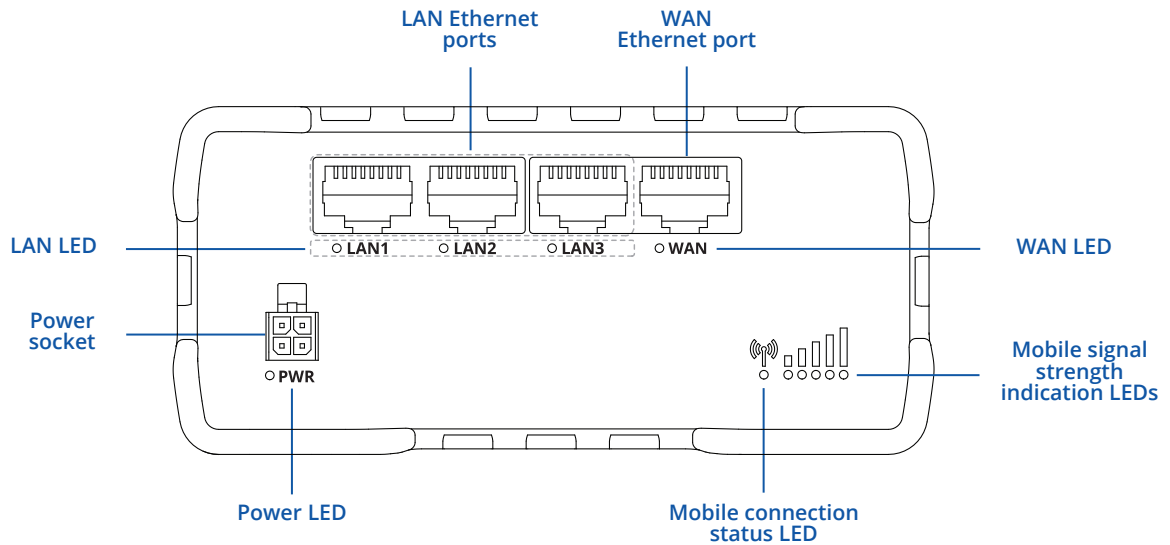 LAN Ethernet
ports
WAN
Ethernet port
LAN LED
LAN1
LAN2
LAN3
WAN
WAN LED
Power
socket
PWR
Mobile signal
strength
indication LEDs
Power LED
Mobile connection
status LED